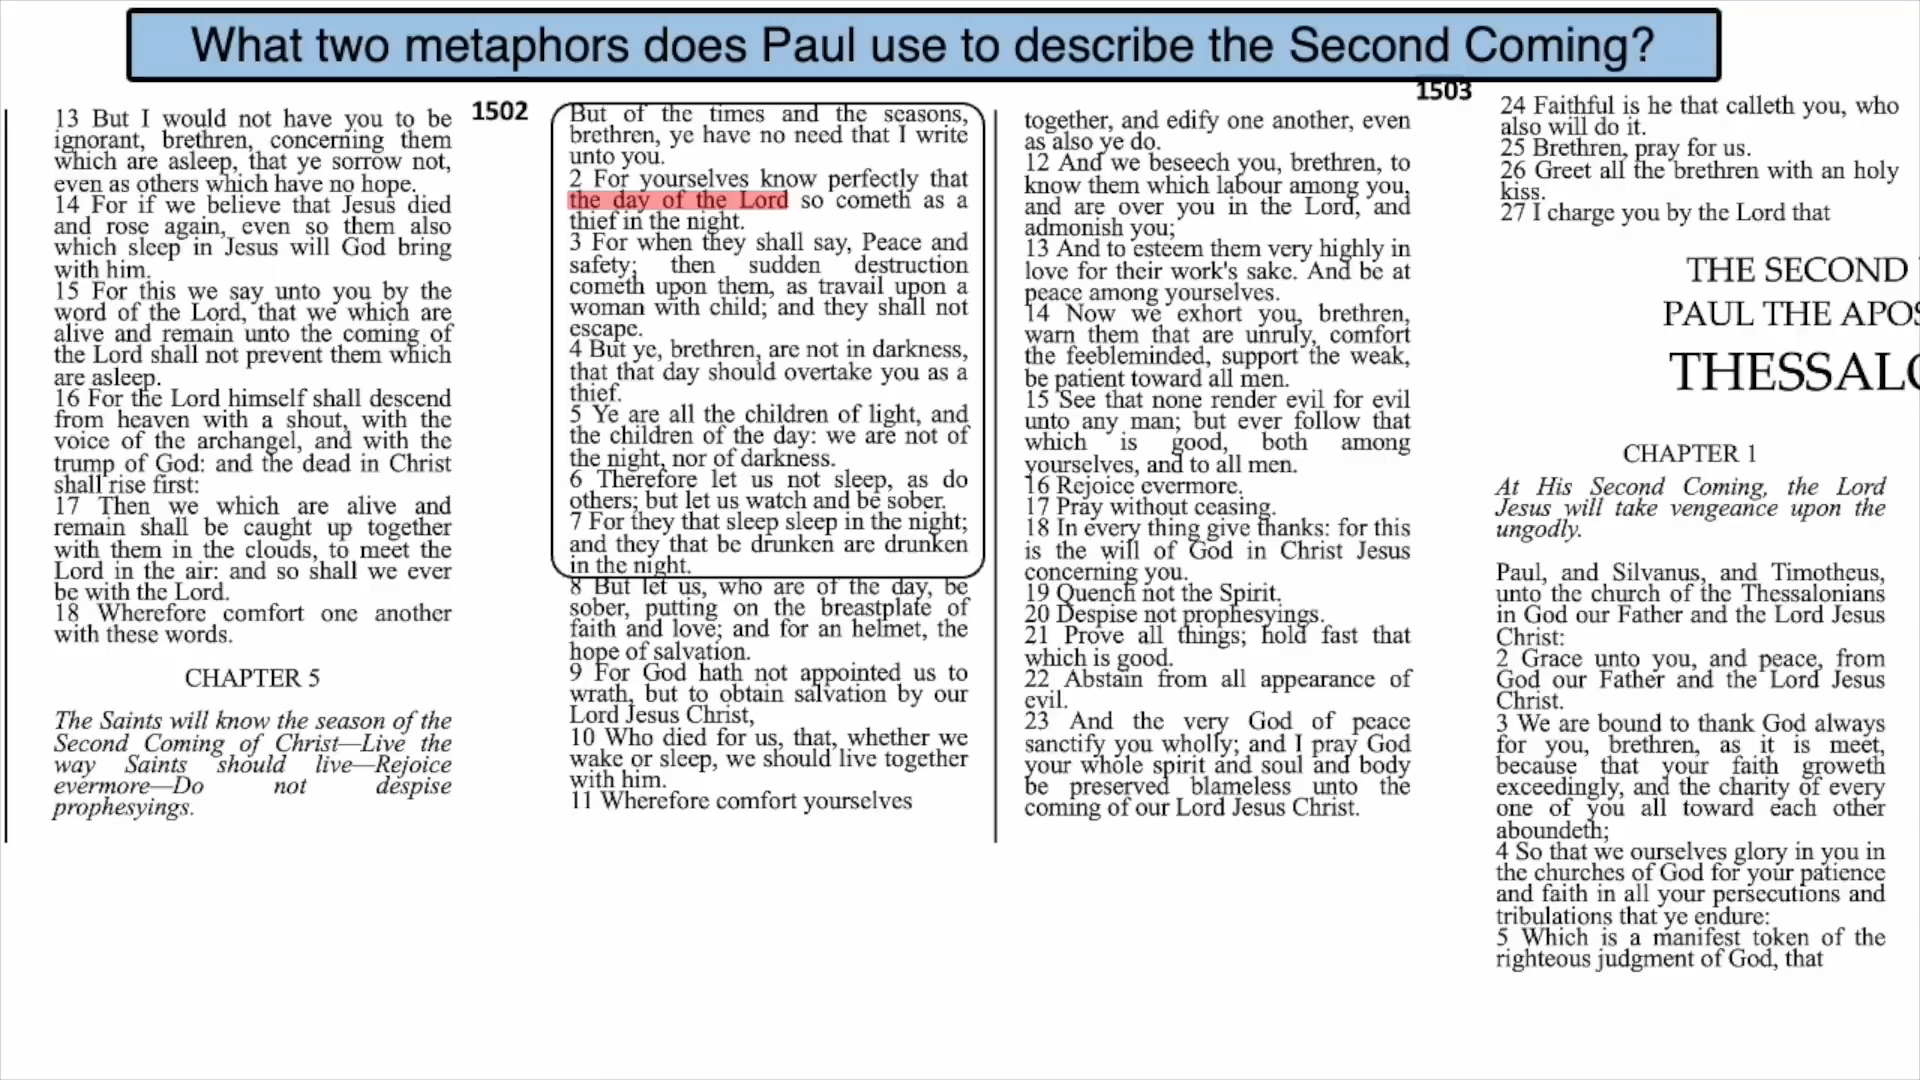 What two metaphors does Paul use to describe the Second Coming?
13 But I would not have you to be
ignorant, brethren, concerning them
which are asleep, that ye sorrow not,
even as others which have no hope.
14 For if we believe that Jesus died
and rose again, even so them also
which sleep in Jesus will God bring
with him.
15 For this we say unto you by the
word of the Lord, that we which are
alive and remain unto the coming of
the Lord shall not prevent them which
are asleep.
16 For the Lord himself shall descend
from heaven with a shout, with the
voice of the archangel, and with the
trump of God: and the dead in Christ
shall rise first:
17 Then we which are alive and
remain shall be caught up together
with them in the clouds, to meet the
Lord in the air: and so shall we ever
be with the Lord.
18 Wherefore comfort one another
with these words.
CHAPTER 5
The Saints will know the season of the
Second Coming of Christ—Live the
way Saints should live—Rejoice
evermore—Do not despise
prophesyings.
1502
But of the times and the seasons,
brethren, ye have no need that I write
unto you.
2 For yourselves know perfectly that
the day of the Lord so cometh as a
thief in the night.
3 For when they shall say, Peace and
safety; then sudden destruction
cometh upon them, as travail upon a
woman with child; and they shall not
escape.
4 But ye, brethren, are not in darkness,
that that day should overtake you as a
thief.
5 Ye are all the children of light, and
the children of the day: we are not of
the night, nor of darkness.
6 Therefore let us not sleep, as do
others; but let us watch and be sober.
7 For they that sleep sleep in the night;
and they that be drunken are drunken
in the night.
8 But let us, who are of the day, be
sober, putting on the breastplate of
faith and love; and for an helmet, the
hope of salvation.
9 For God hath not appointed us to
wrath, but to obtain salvation by our
Lord Jesus Christ,
10 Who died for us, that, whether we
wake or sleep, we should live together
with him.
11 Wherefore comfort yourselves
together, and edify one another, even
as also ye do.
12 And we beseech you, brethren, to
know them which labour among you,
and are over you in the Lord, and
admonish you;
13 And to esteem them very highly in
love for their work's sake. And be at
peace among yourselves.
14 Now we exhort you, brethren,
warn them that are unruly, comfort
the feebleminded, support the weak,
be patient toward all men.
15 See that none render evil for evil
unto any man; but ever follow that
which is good, both among
yourselves, and to all men.
16 Rejoice evermore.
17 Pray without ceasing.
18 In every thing give thanks: for this
is the will of God in Christ Jesus
concerning you.
19 Quench not the Spirit.
20 Despise not prophesyings.
21 Prove all things; hold fast that
which is good.
22 Abstain from all appearance of
evil.
23 And the very God of peace
sanctify you wholly; and I pray God
your whole spirit and soul and body
be preserved blameless unto the
coming of our Lord Jesus Christ.
1503
24 Faithful is he that calleth you, who
also will do it.
25 Brethren, pray for us.
26 Greet all the brethren with an holy
kiss.
27 I charge you by the Lord that
THE SECOND
PAUL THE APOS
THESSALO
CHAPTER 1
At His Second Coming, the Lord
Jesus will take vengeance upon the
ungodly.
Paul, and Silvanus, and Timotheus,
unto the church of the Thessalonians
in God our Father and the Lord Jesus
Christ:
2 Grace unto you, and peace, from
God our Father and the Lord Jesus
Christ.
3 We are bound to thank God always
for you, brethren, as it is meet,
because that your faith groweth
exceedingly, and the charity of every
one of you all toward each other
aboundeth;
4 So that we ourselves glory in you in
the churches of God for your patience
and faith in all your persecutions and
tribulations that ye endure:
5 Which is a manifest token of the
righteous judgment of God, that